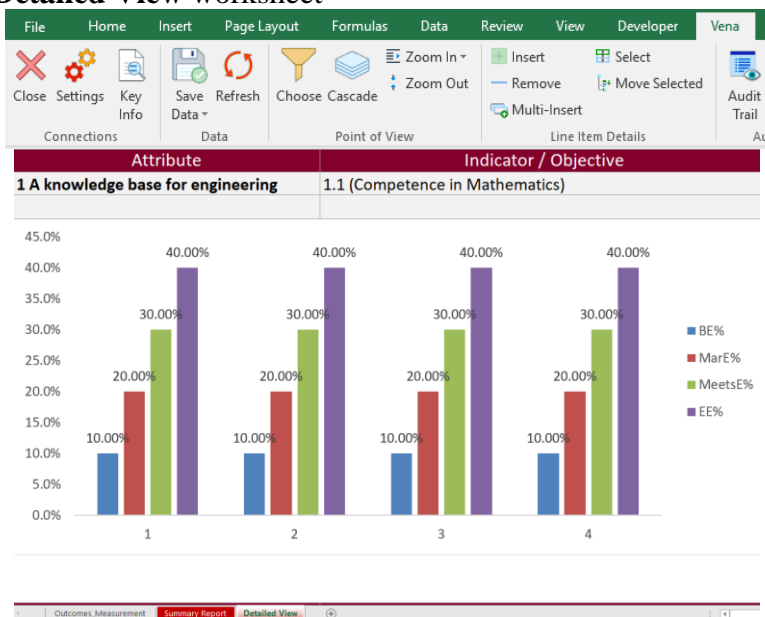 Detailed View worksheet
File Home Insert Page Layout Formulas Data Review View Developer Vena
Zoom In Insert Select
Zoom Out Remove Move Selected
Close Settings Key Info Save Data Refresh Choose Cascade Multi-Insert Audit Trail
Connections Data Point of View Line Item Details Au
Attribute Indicator / Objective
1 A knowledge base for engineering 1.1 (Competence in Mathematics)
45.0%
40.00% 40.00% 40.00% 40.00%
40.0%
35.0%
30.00% 30.00% 30.00% 30.00%
30.0% BE%
25.0% MarE%
20.00% 20.00% 20.00% 20.00%
20.0% MeetsE%
15.0% EE%
10.00% 10.00% 10.00% 10.00%
10.0%
5.0%
0.0%
1 2 3 4
Outcomes_Measurement Summary Report Detailed View